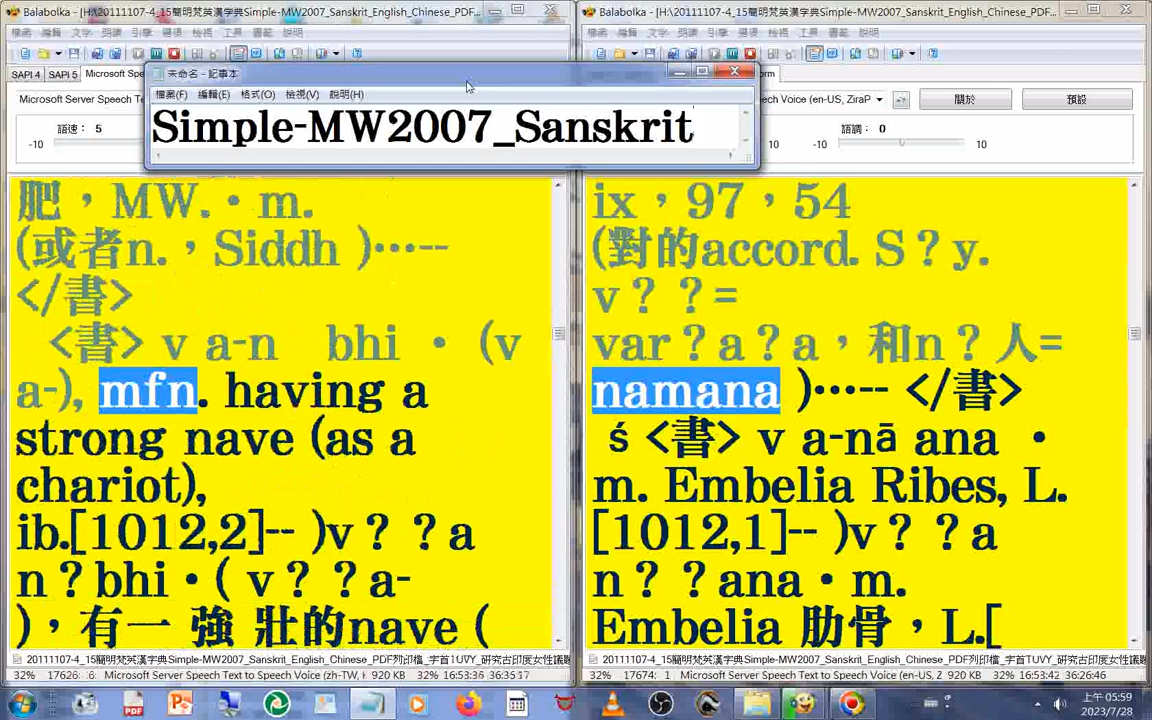 Balabolka - [H:\20111107-4_15簡明梵英漢字典Simple-MW2007_Sanskrit_English_Chinese_PDF...
Balabolka - [H:\20111107-4_15簡明梵英漢字典Simple-MW2007_Sanskrit_English_Chinese_PDF...
SAPI 4 SAPI 5 Microsoft Sp
未命名 - 記事本
檔案(F) 編輯(E) 格式(O) 檢視(V) 說明(H)
Simple-MW2007_Sanskrit
Microsoft Server Speech T
eech Voice (en-US, ZiraP
關於
預設
語速: 5
-10
語調: 0
10
-10
10
肥,MW.·m.
(或者n.,Siddh )…--
</書>
<書> v a-n bhi · (v
a-), mfn. having a
strong nave (as a
chariot),
ib.[1012,2]-- )v??a
n?bhi·( v??a-
),有一 強 壯的nave (
ix,97,54
(對的accord. S?y.
v??=
var?a?a,和n?人=
namana )…-- </書>
ś <書> v a-nā ana ·
m. Embelia Ribes, L.
[1012,1]-- )v??a
n??ana·m.
Embelia 肋骨,L.[
20111107-4_15簡明梵英漢字典Simple-MW2007_Sanskrit_English_Chinese_PDF列印檔_字首TUVY_研究古印度女性議題
20111107-4_15簡明梵英漢字典Simple-MW2007_Sanskrit_English_Chinese_PDF列印檔_字首TUVY_研究古印度女性議題
32% 17626: Microsoft Server Speech Text to Speech Voice (zh-TW, 920 KB 16:53:36 36:35:17
32% 17674: Microsoft Server Speech Text to Speech Voice (en-US, 920 KB 16:53:42 36:26:46
上午 05:59
2023/7/28